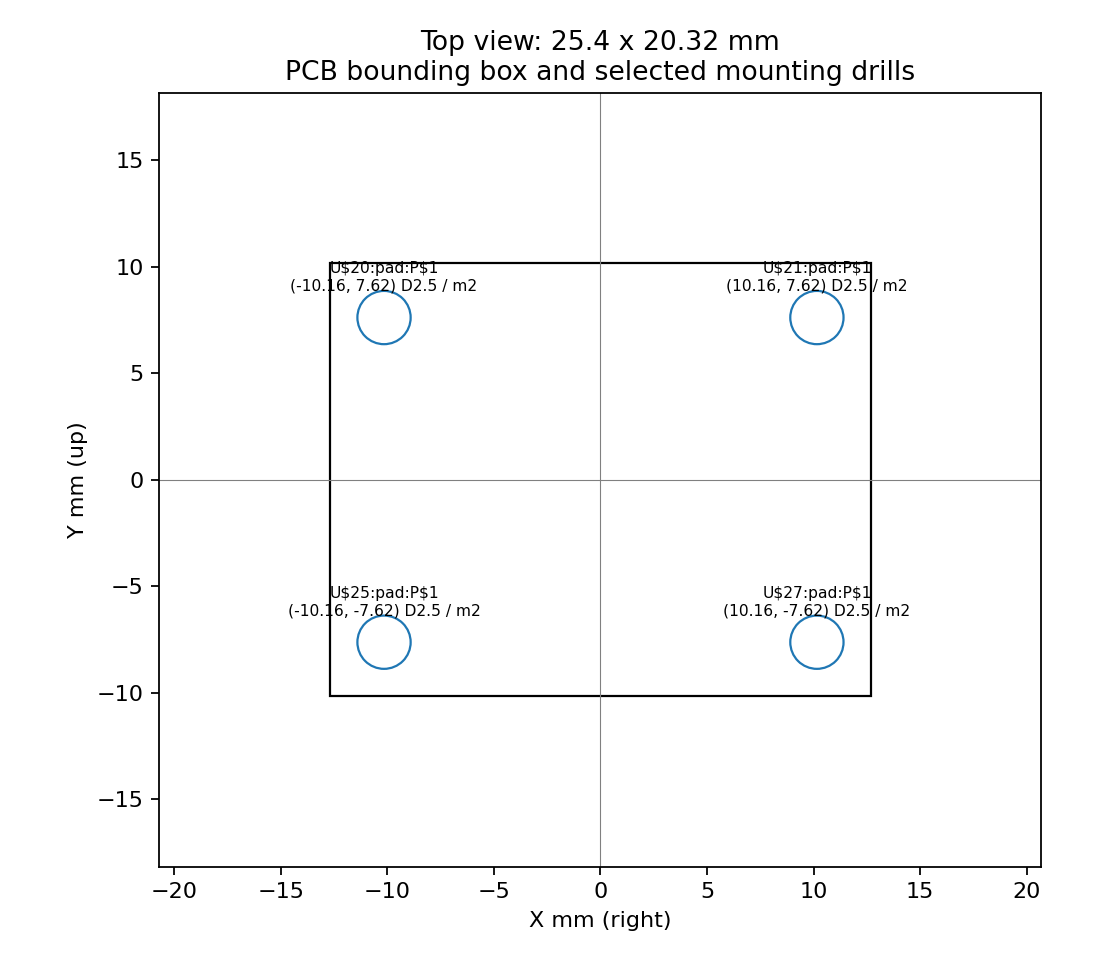 Top view: 25.4 x 20.32 mm
PCB bounding box and selected mounting drills
15
10
5
0
−5
−10
−15
Y mm (up)
U$20:pad:P$1
(-10.16, 7.62) D2.5 / m2
U$21:pad:P$1
(10.16, 7.62) D2.5 / m2
U$25:pad:P$1
(-10.16, -7.62) D2.5 / m2
U$27:pad:P$1
(10.16, -7.62) D2.5 / m2
−20 −15 −10 −5 0 5 10 15 20
X mm (right)